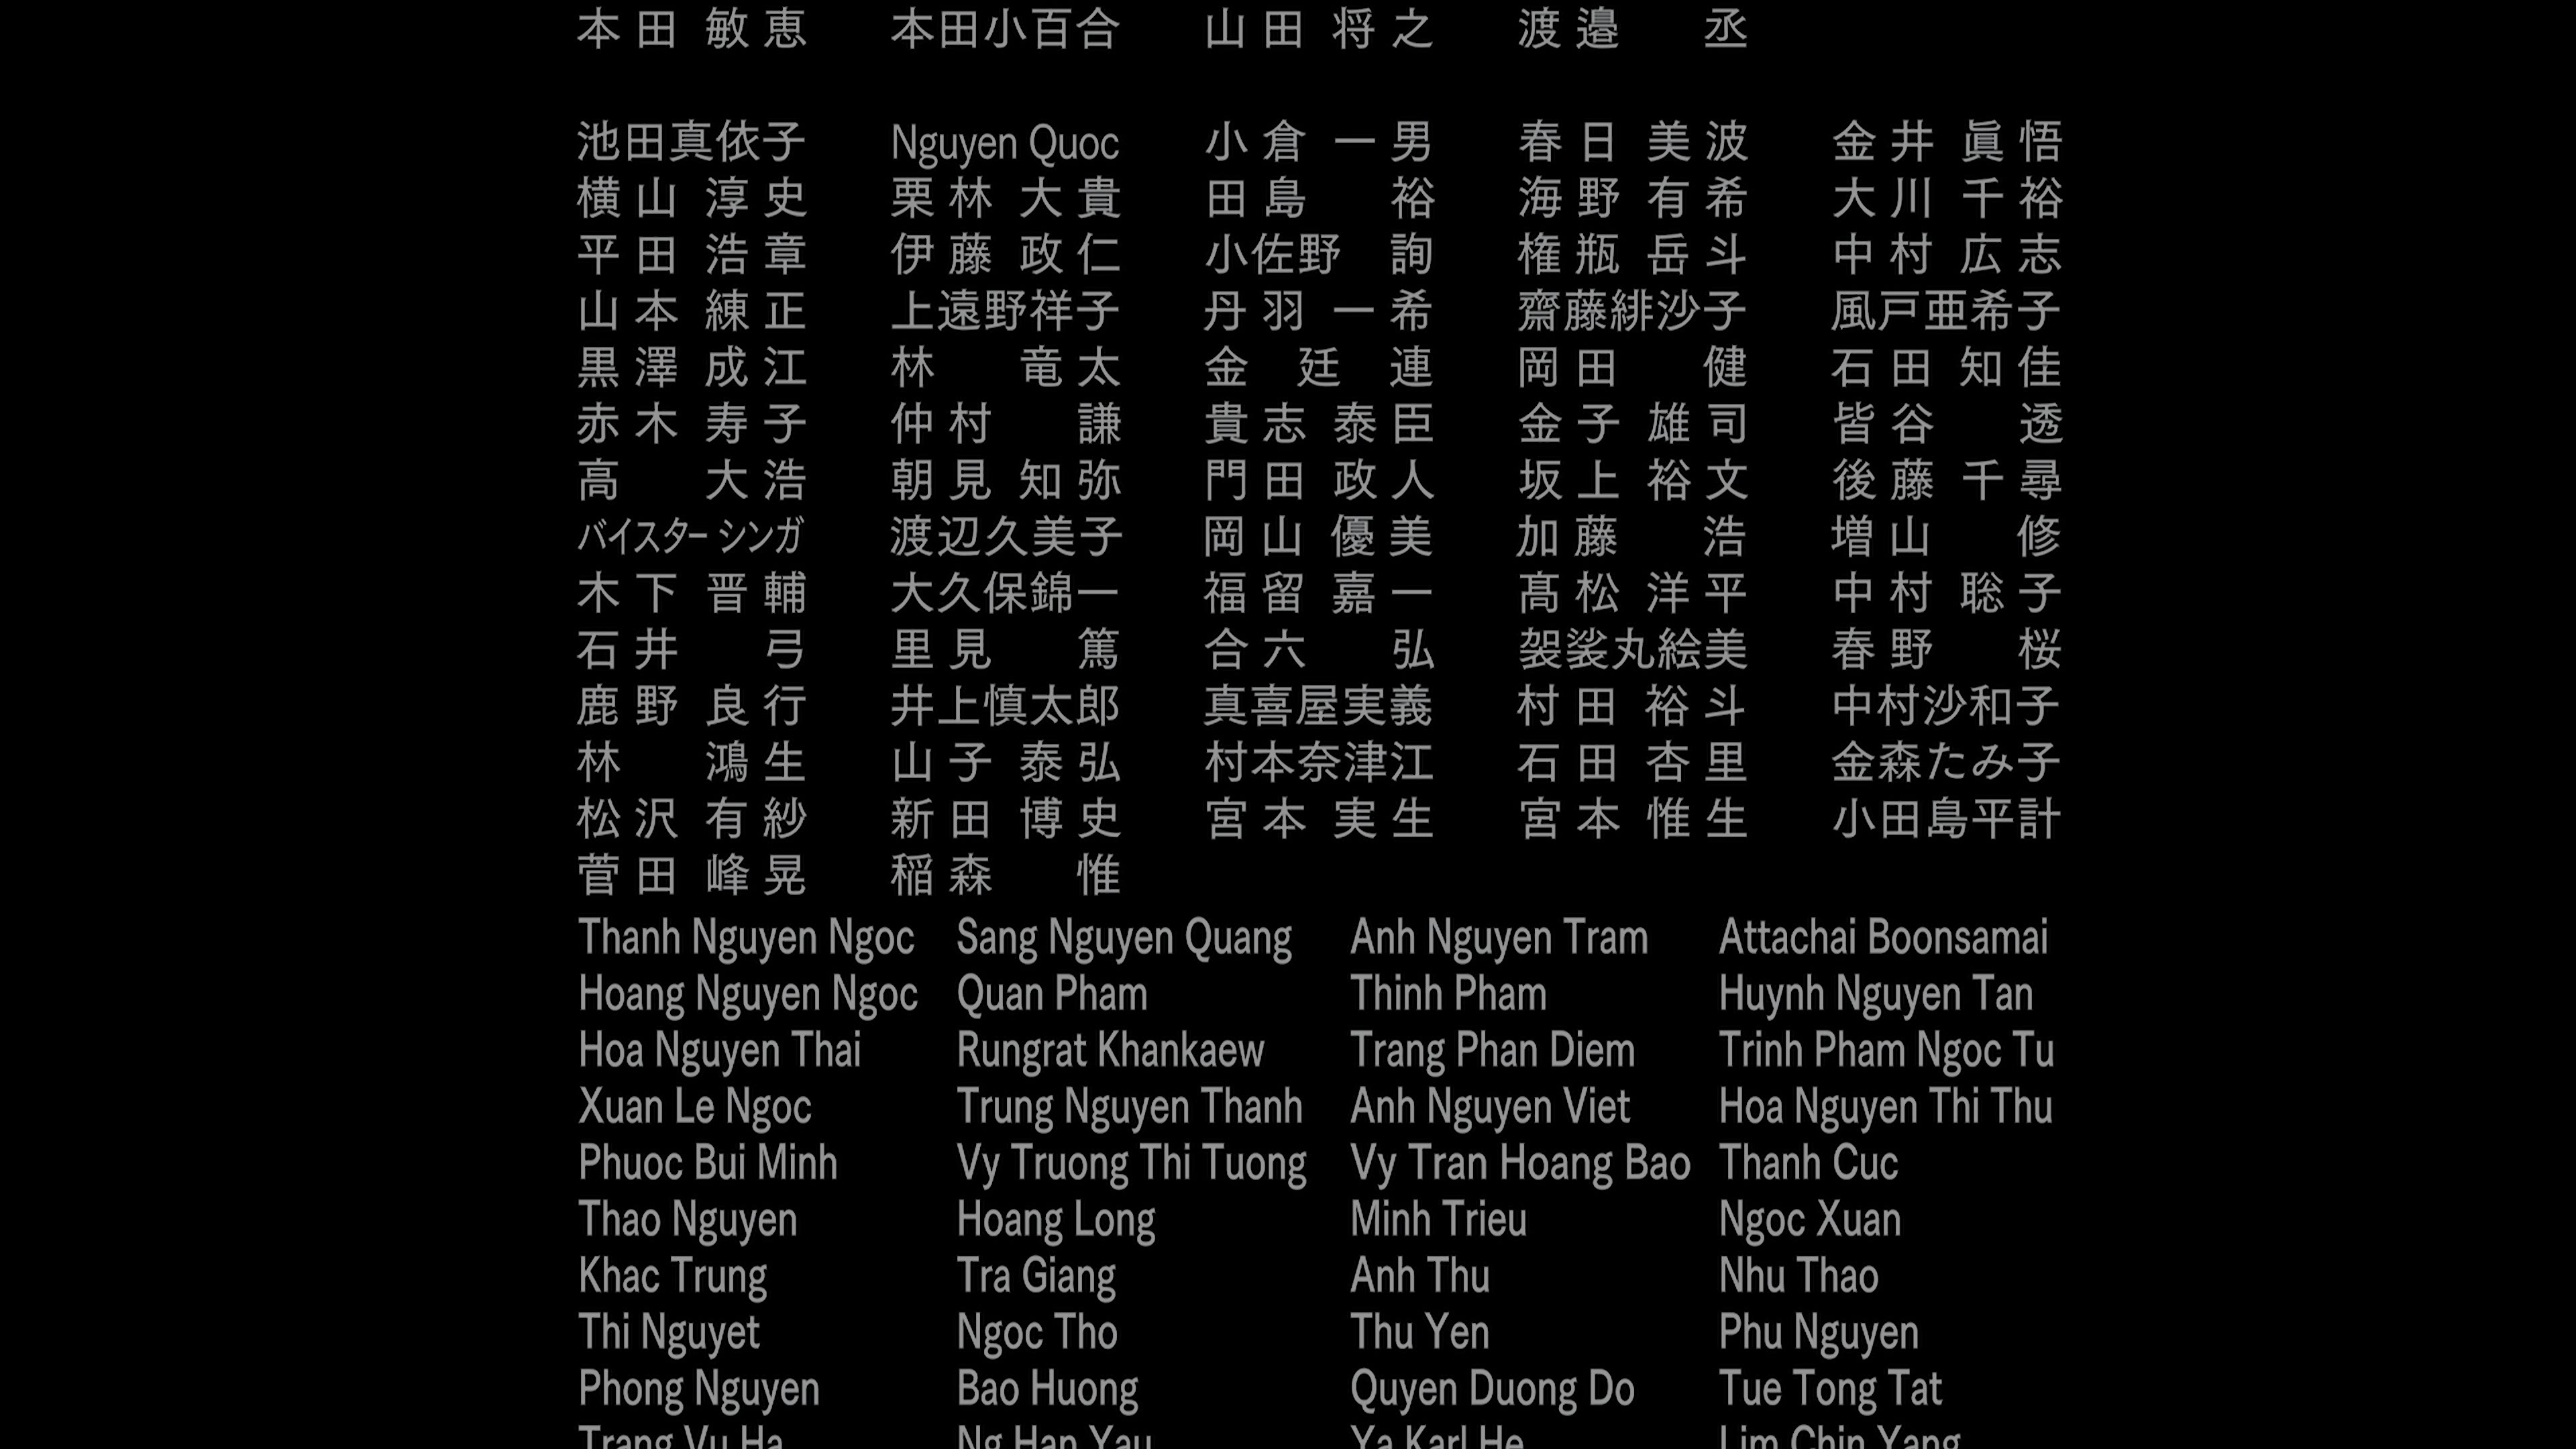 本田敏恵 本田小百合 山田将之 渡邉丞
池田真依子 Nguyen Quoc 小倉一男 春日美波 金井眞悟
横山淳史 栗林大貴 田島裕 海野有希 大川千裕
平田浩章 伊藤政仁 小佐野詢 権瓶岳斗 中村広志
山本練正 上遠野祥子 丹羽一希 齋藤緋沙子 風戸亜希子
黒澤成江 林竜太 金廷連 岡田健 石田知佳
赤木寿子 仲村謙 貴志泰臣 金子雄司 皆谷透
高大浩 朝見知弥 門田政人 坂上裕文 後藤千尋
バイスター シンガ 渡辺久美子 岡山優美 加藤浩 増山修
木下晋輔 大久保錦一 福留嘉一 髙松洋平 中村聡子
石井弓 里見篤 合六弘 袈裟丸絵美 春野桜
鹿野良行 井上慎太郎 真喜屋実義 村田裕斗 中村沙和子
林鴻生 山子泰弘 村本奈津江 石田杏里 金森たみ子
松沢有紗 新田博史 宮本実生 宮本惟生 小田島平計
菅田峰晃 稲森惟
Thanh Nguyen Ngoc Sang Nguyen Quang Anh Nguyen Tram Attachai Boonsamai
Hoang Nguyen Ngoc Quan Pham Thinh Pham Huynh Nguyen Tan
Hoa Nguyen Thai Rungrat Khankaew Trang Phan Diem Trinh Pham Ngoc Tu
Xuan Le Ngoc Trung Nguyen Thanh Anh Nguyen Viet Hoa Nguyen Thi Thu
Phuoc Bui Minh Vy Truong Thi Tuong Vy Tran Hoang Bao Thanh Cuc
Thao Nguyen Hoang Long Minh Trieu Ngoc Xuan
Khac Trung Tra Giang Anh Thu Nhu Thao
Thi Nguyet Ngoc Tho Thu Yen Phu Nguyen
Phong Nguyen Bao Huong Quyen Duong Do Tue Tong Tat
Trang Vu Ha Ng Han Yau Ya Karl He Lim Chin Yang